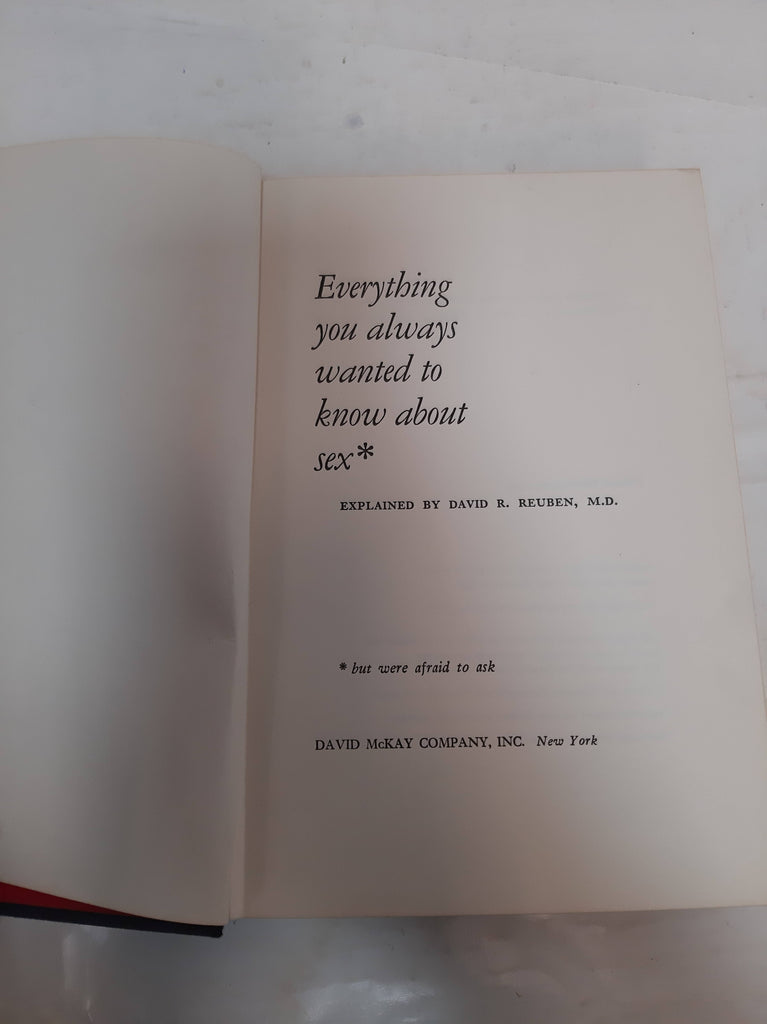 Everything
you always
wanted to
know about
sex*
EXPLAINED BY DAVID R. REUBEN, M.D.
* but were afraid to ask
DAVID McKAY COMPANY, INC. New York